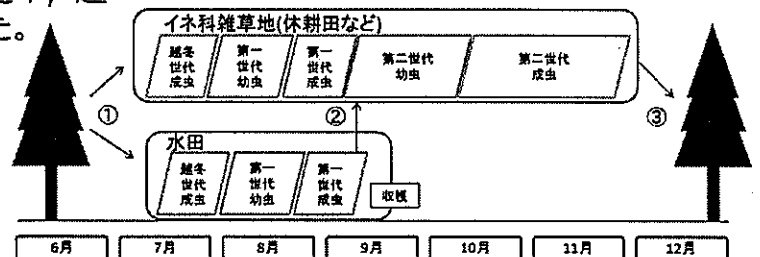 た。
イネ科雑草地(休耕田など)
越冬
世代
成虫
第一
世代
幼虫
第一
世代
成虫
第二世代
幼虫
第二世代
成虫
①
②
③
水田
越冬
世代
成虫
第一
世代
幼虫
第一
世代
成虫
収穫
6月
7月
8月
9月
10月
11月
12月